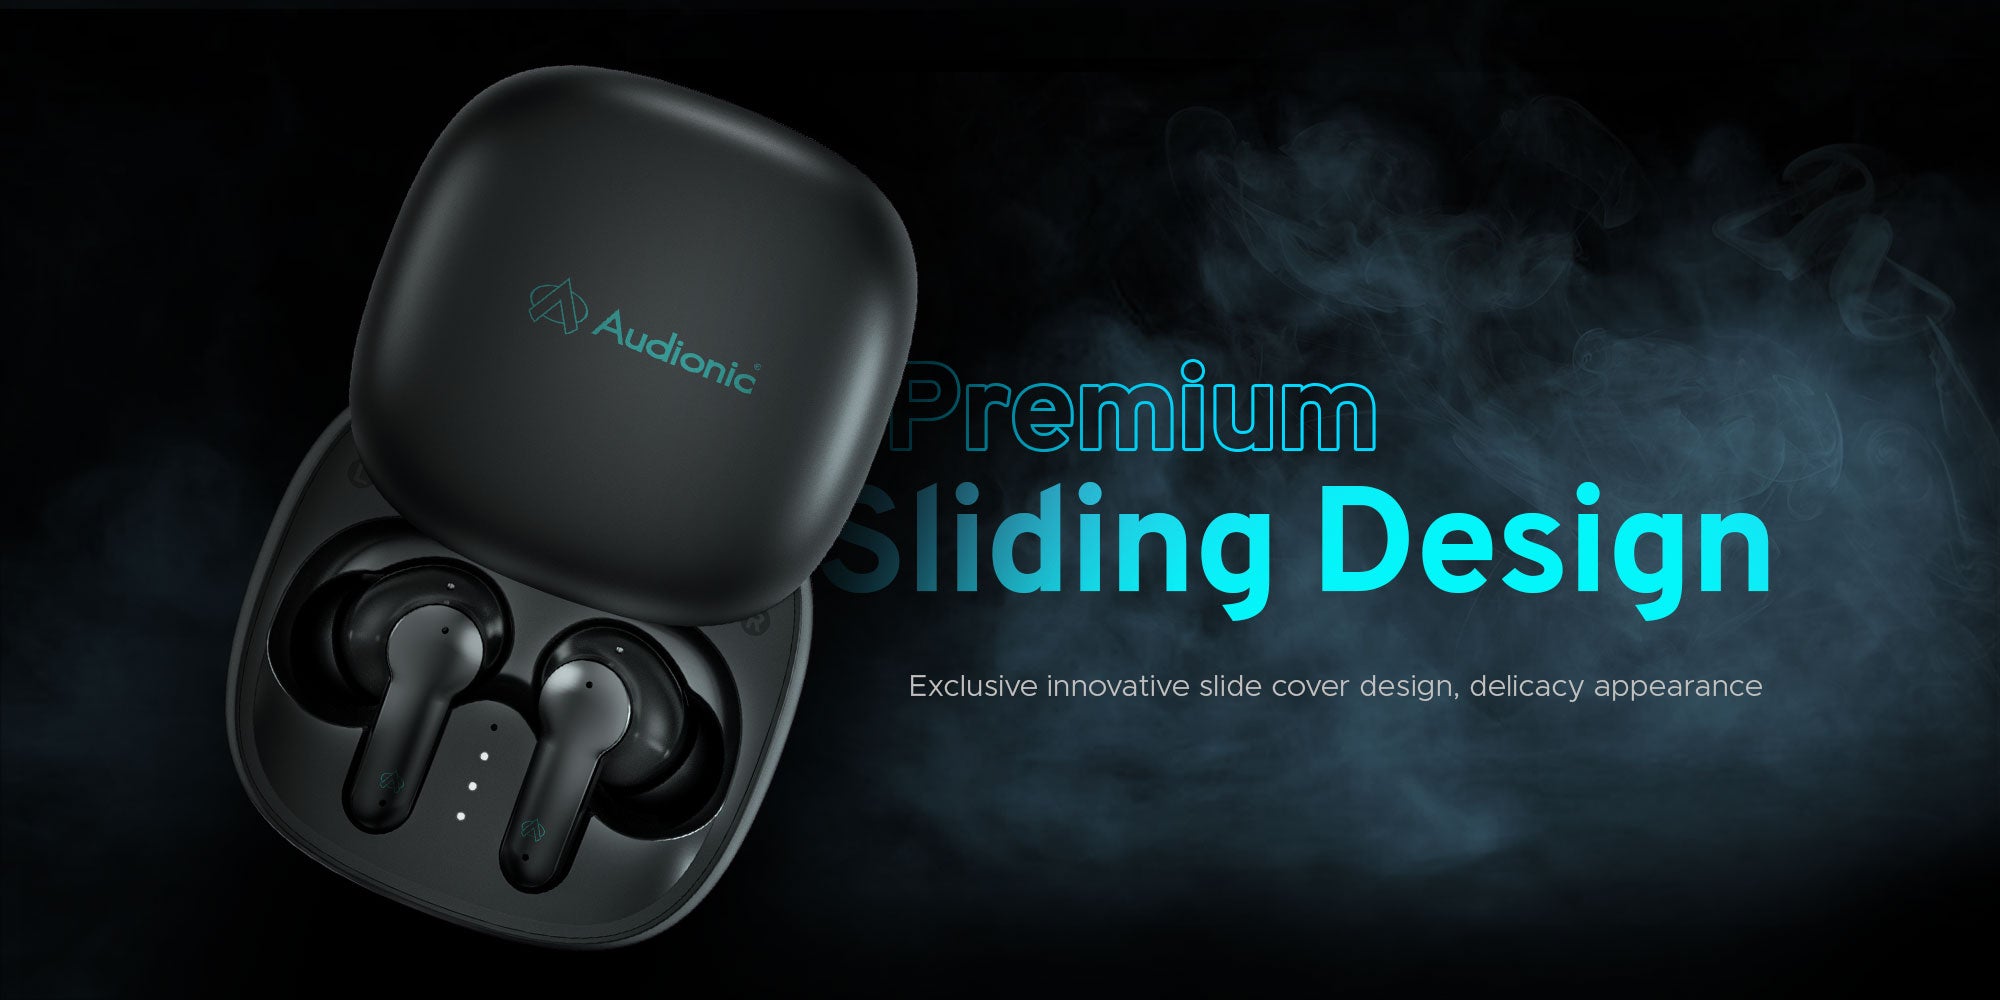 Audionic®
Premium
Sliding Design
R
Exclusive innovative slide cover design, delicacy appearance